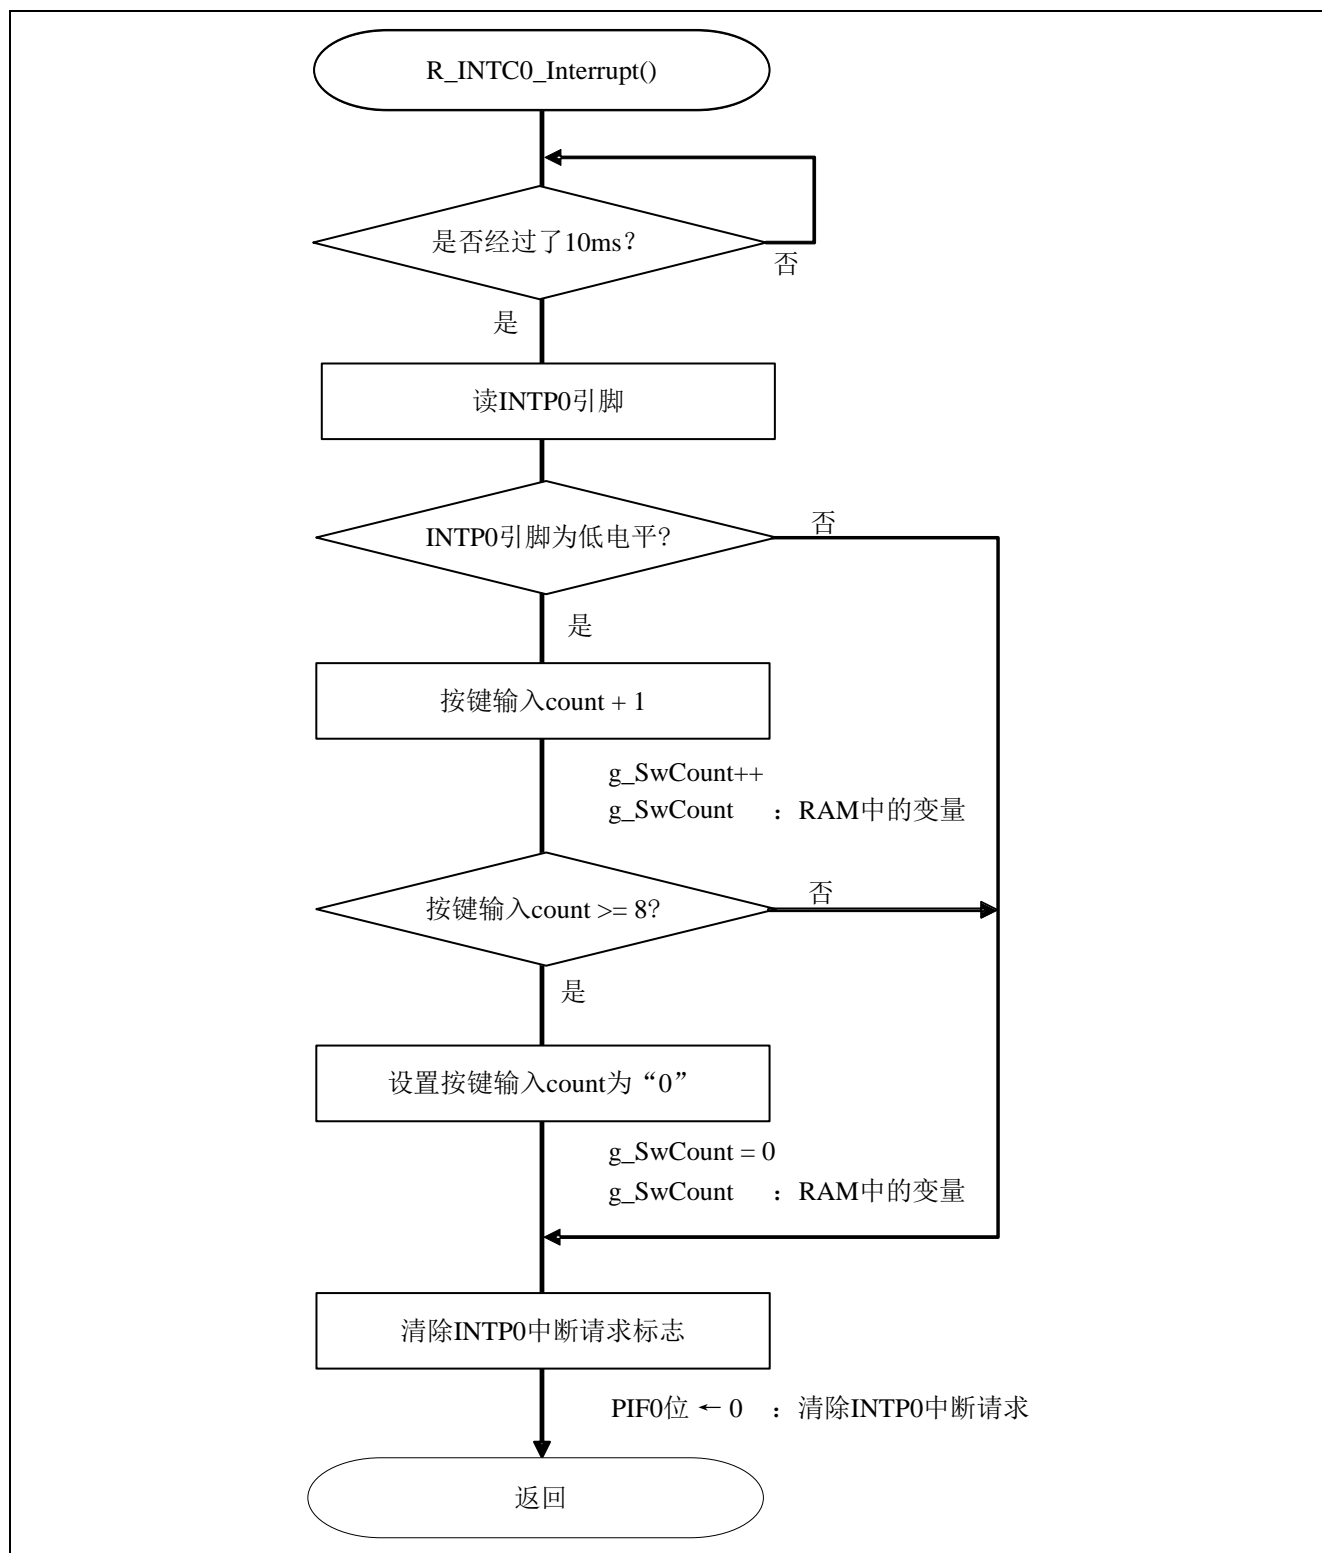 R_INTC0_Interrupt()
是否经过了10ms？
否
是
读INTP0引脚
INTP0引脚为低电平?
否
是
按键输入count + 1
g_SwCount++
g_SwCount ：RAM中的变量
按键输入count >= 8?
否
是
设置按键输入count为“0”
g_SwCount = 0
g_SwCount ：RAM中的变量
清除INTP0中断请求标志
PIF0位 ← 0 ：清除INTP0中断请求
返回